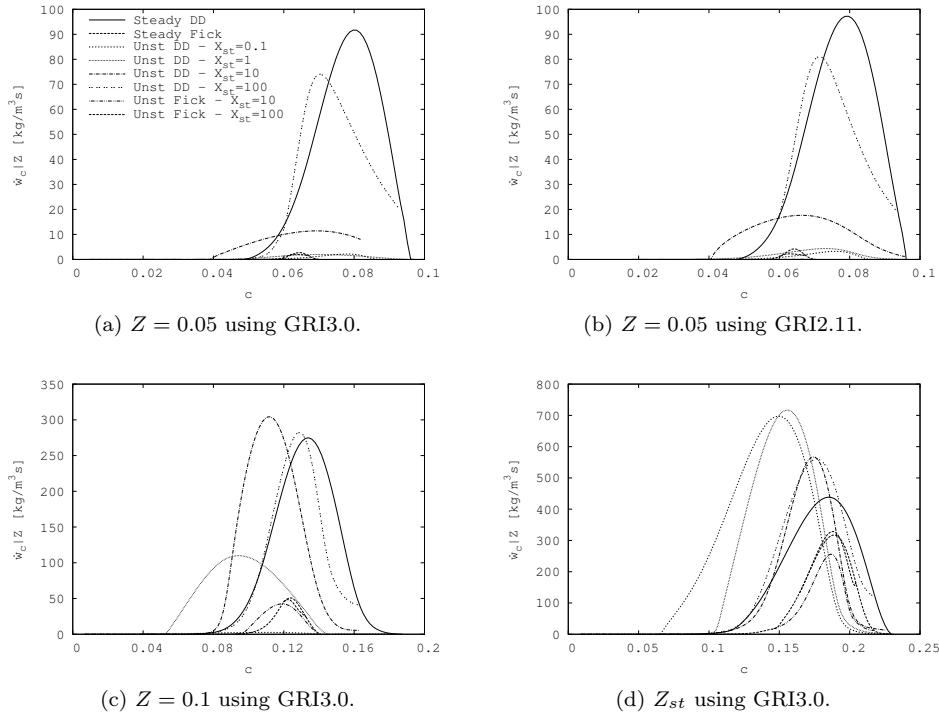 100
90
80
70
60
50
40
30
20
10
0
ẇ_c|Z [kg/m³s]
Steady DD
Steady Fick
Unst DD - X_st=0.1
Unst DD - X_st=1
Unst DD - X_st=10
Unst DD - X_st=100
Unst Fick - X_st=10
Unst Fick - X_st=100
0 0.02 0.04 0.06 0.08 0.1
c
(a) Z = 0.05 using GRI3.0.
100
90
80
70
60
50
40
30
20
10
0
ẇ_c|Z [kg/m³s]
0 0.02 0.04 0.06 0.08 0.1
c
(b) Z = 0.05 using GRI2.11.
350
300
250
200
150
100
50
0
ẇ_c|Z [kg/m³s]
0 0.04 0.08 0.12 0.16 0.2
c
(c) Z = 0.1 using GRI3.0.
800
700
600
500
400
300
200
100
0
ẇ_c|Z [kg/m³s]
0 0.05 0.1 0.15 0.2 0.25
c
(d) Z_st using GRI3.0.